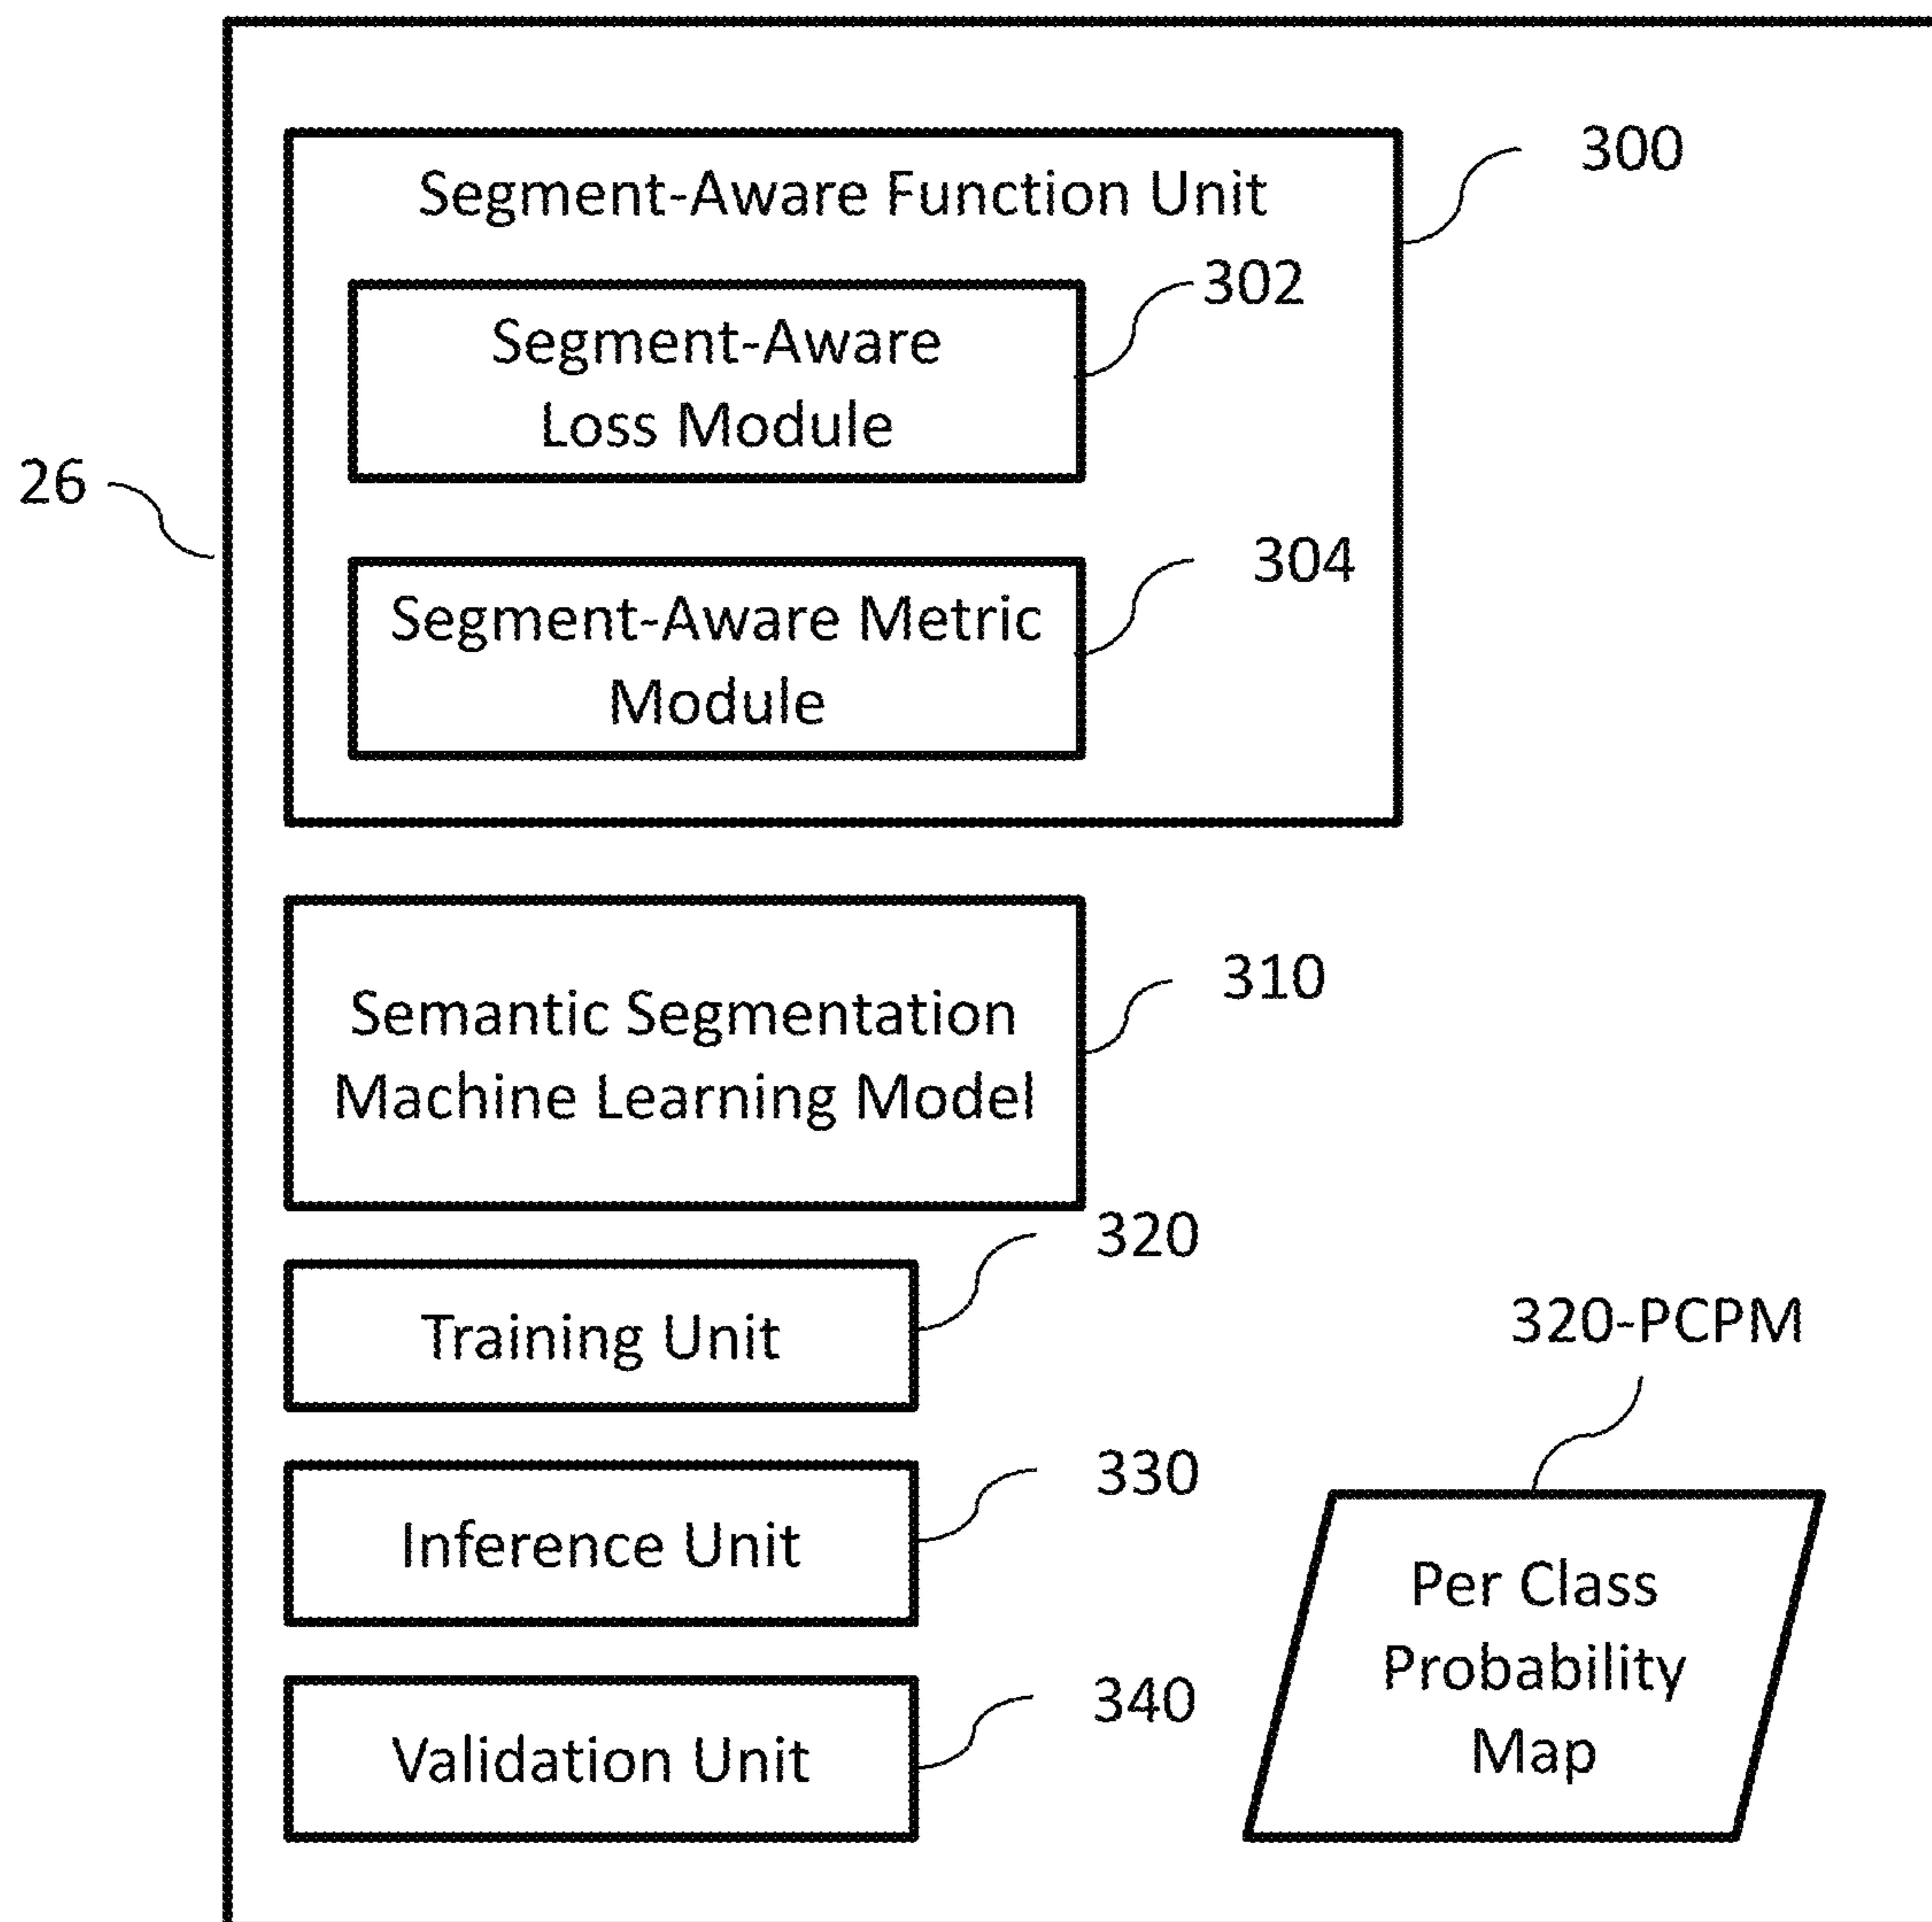 Segment-Aware Function Unit
300
Segment-Aware
Loss Module
302
26
Segment-Aware Metric
Module
304
Semantic Segmentation
Machine Learning Model
310
Training Unit
320
320-PCPM
Inference Unit
330
Per Class
Probability
Map
Validation Unit
340